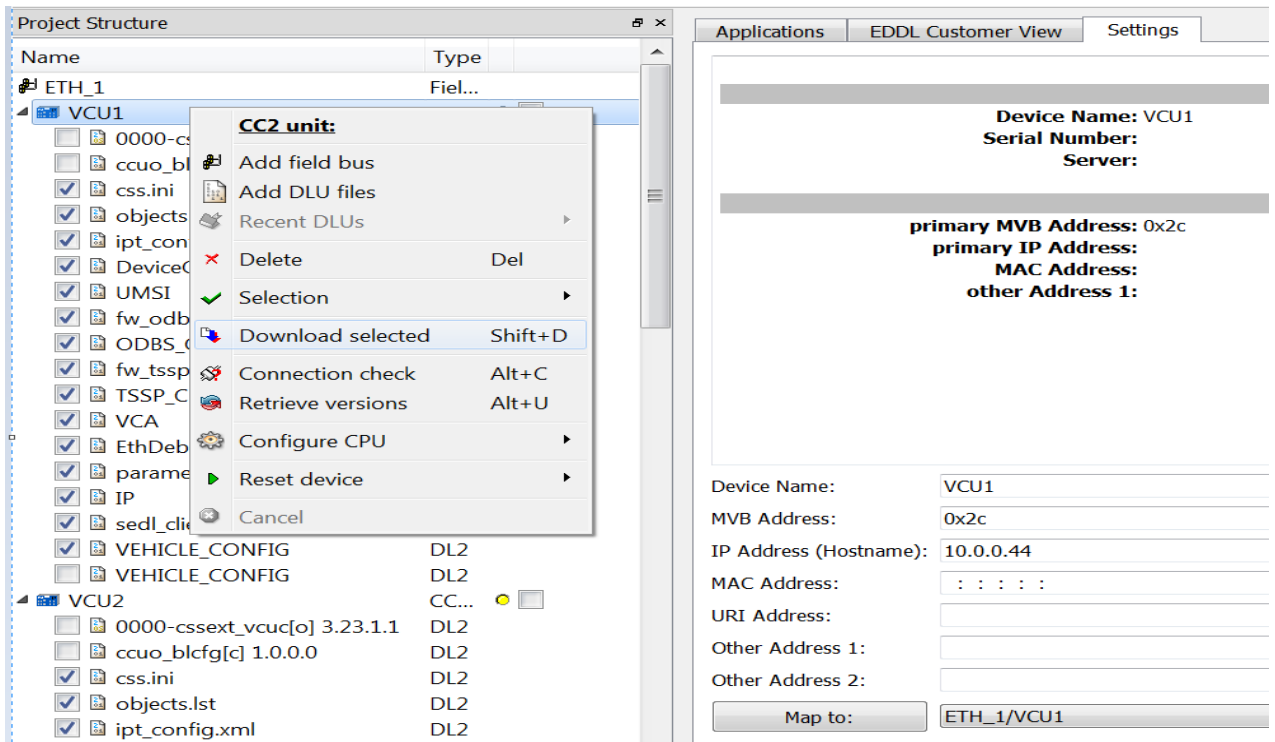 Project Structure
Name Type
ETH_1 Fiel...
VCU1
0000-cs
ccuo_bl
css.ini
objects
ipt_con
Device
UMSI
fw_odb
ODBS_
fw_tssp
TSSP_C
VCA
EthDeb
parame
IP
sedl_clie
VEHICLE_CONFIG DL2
VEHICLE_CONFIG DL2
VCU2 CC...
0000-cssext_vcuc[o] 3.23.1.1 DL2
ccuo_blcfg[c] 1.0.0.0 DL2
css.ini DL2
objects.lst DL2
ipt_config.xml DL2
CC2 unit:
Add field bus
Add DLU files
Recent DLUs
Delete Del
Selection
Download selected Shift+D
Connection check Alt+C
Retrieve versions Alt+U
Configure CPU
Reset device
Cancel
Applications EDDL Customer View Settings
Device Name: VCU1
Serial Number:
Server:
primary MVB Address: 0x2c
primary IP Address:
MAC Address:
other Address 1:
Device Name: VCU1
MVB Address: 0x2c
IP Address (Hostname): 10.0.0.44
MAC Address: : : : : :
URI Address:
Other Address 1:
Other Address 2:
Map to: ETH_1/VCU1